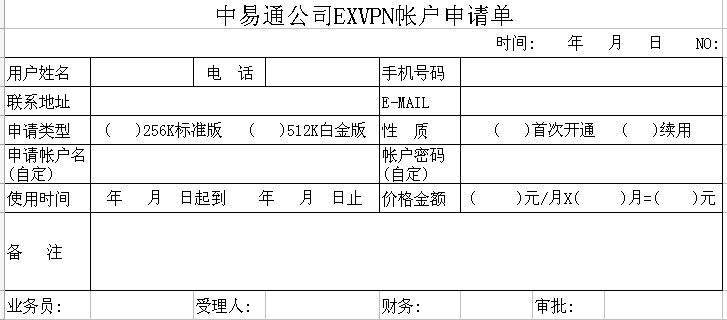 中易通公司EXVPN帐户申请单
时间: 年 月 日 NO:
用户姓名 电 话 手机号码
联系地址 E-MAIL
申请类型 ( )256K标准版 ( )512K白金版 性 质 ( )首次开通 ( )续用
申请帐户名 帐户密码
(自定) (自定)
使用时间 年 月 日起到 年 月 日止 价格金额 ( )元/月X( )月=( )元
备 注
业务员: 受理人: 财务: 审批: